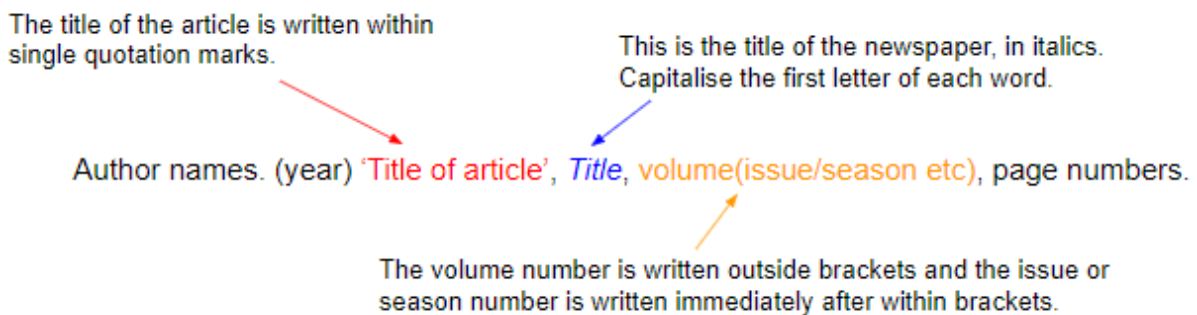 The title of the article is written within
single quotation marks.
This is the title of the newspaper, in italics.
Capitalise the first letter of each word.
Author names. (year) ‘Title of article’, Title, volume(issue/season etc), page numbers.
The volume number is written outside brackets and the issue or
season number is written immediately after within brackets.